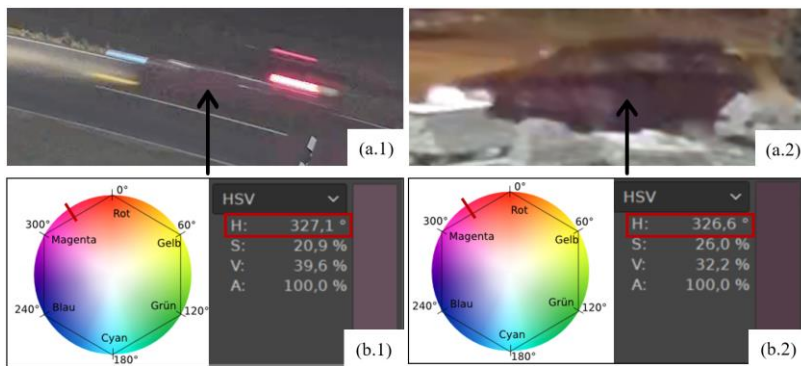 (a.1)
(a.2)
0°
60°
120°
180°
240°
300°
Rot
Gelb
Grün
Cyan
Blau
Magenta
HSV
H: 327,1 °
S: 20,9 %
V: 39,6 %
A: 100,0 %
(b.1)
0°
60°
120°
180°
240°
300°
Rot
Gelb
Grün
Cyan
Blau
Magenta
HSV
H: 326,6 °
S: 26,0 %
V: 32,2 %
A: 100,0 %
(b.2)